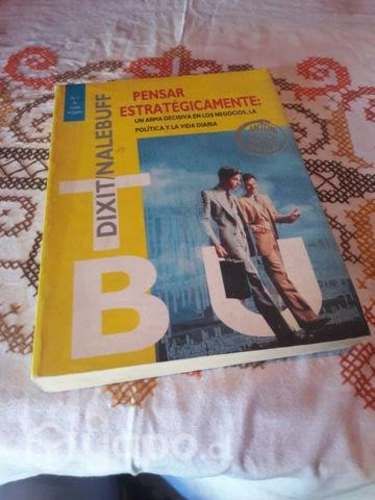 PENSAR
ESTRATÉGICAMENTE:
UN ARMA DECISIVA EN LOS NEGOCIOS, LA
POLÍTICA Y LA VIDA DIARIA
DIXIT/NALEBUFF
T
B U